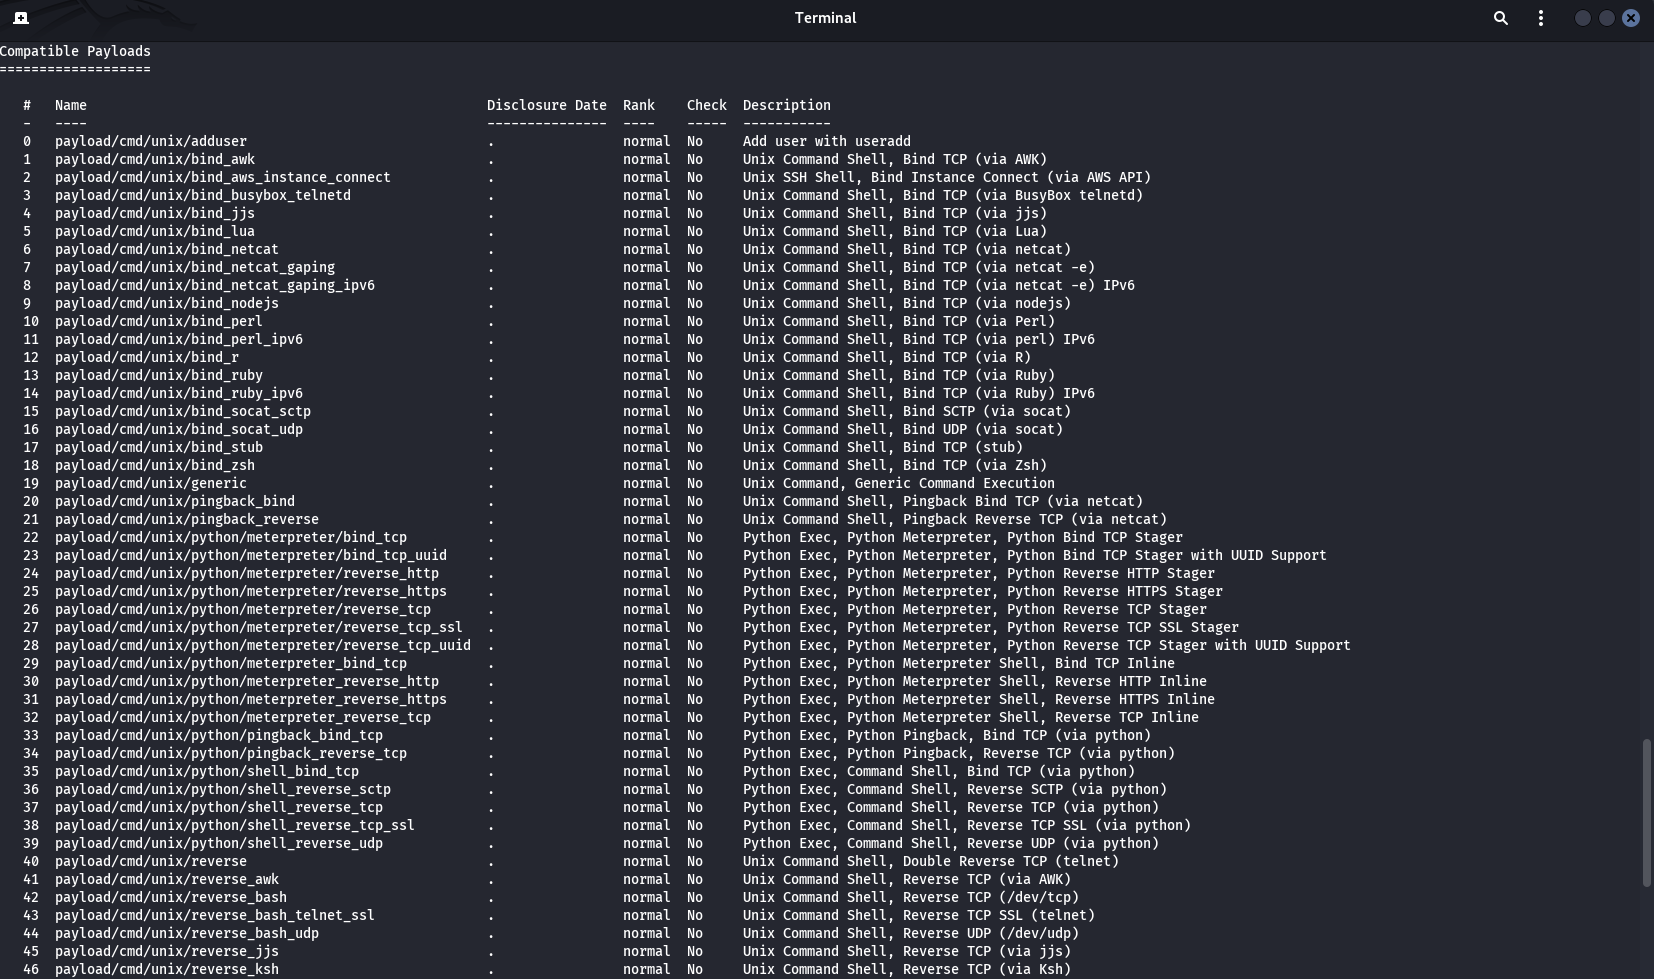 Terminal
Compatible Payloads
===================
#   Name                                                  Disclosure Date  Rank    Check  Description
-   ----                                                  ---------------  ----    -----  -----------
0   payload/cmd/unix/adduser                              .                normal  No     Add user with useradd
1   payload/cmd/unix/bind_awk                             .                normal  No     Unix Command Shell, Bind TCP (via AWK)
2   payload/cmd/unix/bind_aws_instance_connect            .                normal  No     Unix SSH Shell, Bind Instance Connect (via AWS API)
3   payload/cmd/unix/bind_busybox_telnetd                 .                normal  No     Unix Command Shell, Bind TCP (via BusyBox telnetd)
4   payload/cmd/unix/bind_jjs                             .                normal  No     Unix Command Shell, Bind TCP (via jjs)
5   payload/cmd/unix/bind_lua                             .                normal  No     Unix Command Shell, Bind TCP (via Lua)
6   payload/cmd/unix/bind_netcat                          .                normal  No     Unix Command Shell, Bind TCP (via netcat)
7   payload/cmd/unix/bind_netcat_gaping                   .                normal  No     Unix Command Shell, Bind TCP (via netcat -e)
8   payload/cmd/unix/bind_netcat_gaping_ipv6              .                normal  No     Unix Command Shell, Bind TCP (via netcat -e) IPv6
9   payload/cmd/unix/bind_nodejs                          .                normal  No     Unix Command Shell, Bind TCP (via nodejs)
10  payload/cmd/unix/bind_perl                            .                normal  No     Unix Command Shell, Bind TCP (via Perl)
11  payload/cmd/unix/bind_perl_ipv6                       .                normal  No     Unix Command Shell, Bind TCP (via perl) IPv6
12  payload/cmd/unix/bind_r                               .                normal  No     Unix Command Shell, Bind TCP (via R)
13  payload/cmd/unix/bind_ruby                            .                normal  No     Unix Command Shell, Bind TCP (via Ruby)
14  payload/cmd/unix/bind_ruby_ipv6                       .                normal  No     Unix Command Shell, Bind TCP (via Ruby) IPv6
15  payload/cmd/unix/bind_socat_sctp                      .                normal  No     Unix Command Shell, Bind SCTP (via socat)
16  payload/cmd/unix/bind_socat_udp                       .                normal  No     Unix Command Shell, Bind UDP (via socat)
17  payload/cmd/unix/bind_stub                            .                normal  No     Unix Command Shell, Bind TCP (stub)
18  payload/cmd/unix/bind_zsh                             .                normal  No     Unix Command Shell, Bind TCP (via Zsh)
19  payload/cmd/unix/generic                              .                normal  No     Unix Command, Generic Command Execution
20  payload/cmd/unix/pingback_bind                        .                normal  No     Unix Command Shell, Pingback Bind TCP (via netcat)
21  payload/cmd/unix/pingback_reverse                     .                normal  No     Unix Command Shell, Pingback Reverse TCP (via netcat)
22  payload/cmd/unix/python/meterpreter/bind_tcp          .                normal  No     Python Exec, Python Meterpreter, Python Bind TCP Stager
23  payload/cmd/unix/python/meterpreter/bind_tcp_uuid     .                normal  No     Python Exec, Python Meterpreter, Python Bind TCP Stager with UUID Support
24  payload/cmd/unix/python/meterpreter/reverse_http      .                normal  No     Python Exec, Python Meterpreter, Python Reverse HTTP Stager
25  payload/cmd/unix/python/meterpreter/reverse_https     .                normal  No     Python Exec, Python Meterpreter, Python Reverse HTTPS Stager
26  payload/cmd/unix/python/meterpreter/reverse_tcp       .                normal  No     Python Exec, Python Meterpreter, Python Reverse TCP Stager
27  payload/cmd/unix/python/meterpreter/reverse_tcp_ssl   .                normal  No     Python Exec, Python Meterpreter, Python Reverse TCP SSL Stager
28  payload/cmd/unix/python/meterpreter/reverse_tcp_uuid  .                normal  No     Python Exec, Python Meterpreter, Python Reverse TCP Stager with UUID Support
29  payload/cmd/unix/python/meterpreter_bind_tcp          .                normal  No     Python Exec, Python Meterpreter Shell, Bind TCP Inline
30  payload/cmd/unix/python/meterpreter_reverse_http      .                normal  No     Python Exec, Python Meterpreter Shell, Reverse HTTP Inline
31  payload/cmd/unix/python/meterpreter_reverse_https     .                normal  No     Python Exec, Python Meterpreter Shell, Reverse HTTPS Inline
32  payload/cmd/unix/python/meterpreter_reverse_tcp       .                normal  No     Python Exec, Python Meterpreter Shell, Reverse TCP Inline
33  payload/cmd/unix/python/pingback_bind_tcp             .                normal  No     Python Exec, Python Pingback, Bind TCP (via python)
34  payload/cmd/unix/python/pingback_reverse_tcp          .                normal  No     Python Exec, Python Pingback, Reverse TCP (via python)
35  payload/cmd/unix/python/shell_bind_tcp                .                normal  No     Python Exec, Command Shell, Bind TCP (via python)
36  payload/cmd/unix/python/shell_reverse_sctp            .                normal  No     Python Exec, Command Shell, Reverse SCTP (via python)
37  payload/cmd/unix/python/shell_reverse_tcp             .                normal  No     Python Exec, Command Shell, Reverse TCP (via python)
38  payload/cmd/unix/python/shell_reverse_tcp_ssl         .                normal  No     Python Exec, Command Shell, Reverse TCP SSL (via python)
39  payload/cmd/unix/python/shell_reverse_udp             .                normal  No     Python Exec, Command Shell, Reverse UDP (via python)
40  payload/cmd/unix/reverse                              .                normal  No     Unix Command Shell, Double Reverse TCP (telnet)
41  payload/cmd/unix/reverse_awk                          .                normal  No     Unix Command Shell, Reverse TCP (via AWK)
42  payload/cmd/unix/reverse_bash                         .                normal  No     Unix Command Shell, Reverse TCP (/dev/tcp)
43  payload/cmd/unix/reverse_bash_telnet_ssl              .                normal  No     Unix Command Shell, Reverse TCP SSL (telnet)
44  payload/cmd/unix/reverse_bash_udp                     .                normal  No     Unix Command Shell, Reverse UDP (/dev/udp)
45  payload/cmd/unix/reverse_jjs                          .                normal  No     Unix Command Shell, Reverse TCP (via jjs)
46  payload/cmd/unix/reverse_ksh                          .                normal  No     Unix Command Shell, Reverse TCP (via Ksh)